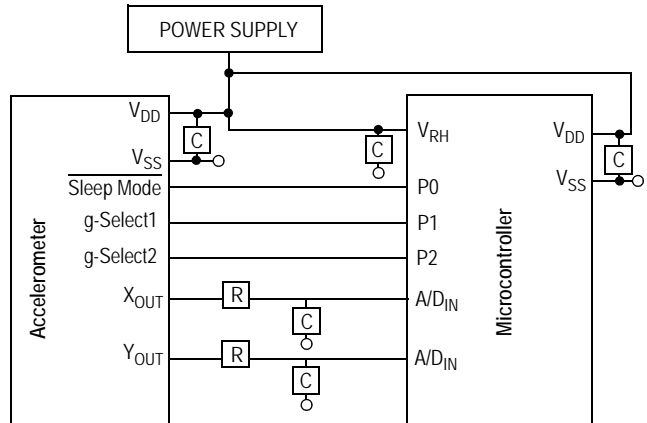 POWER SUPPLY
Accelerometer
V_DD
C
V_SS
Sleep Mode
g-Select1
g-Select2
X_OUT
R
C
Y_OUT
R
C
C
Microcontroller
V_RH
P0
P1
P2
A/D_IN
A/D_IN
V_DD
C
V_SS